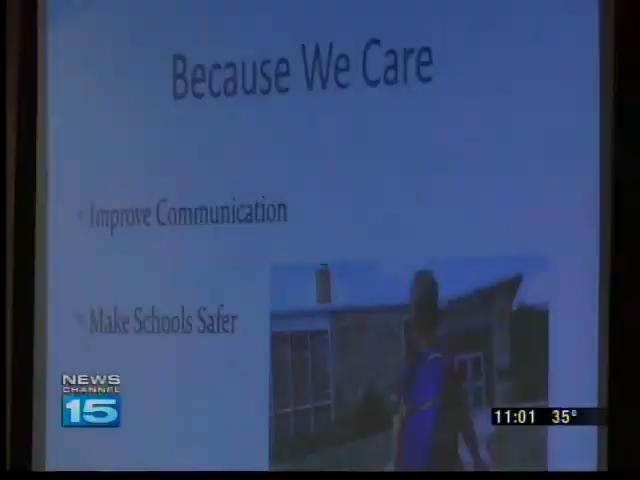 Because We Care
• Improve Communication
• Make Schools Safer
NEWS
CHANNEL
15
11:01 35°